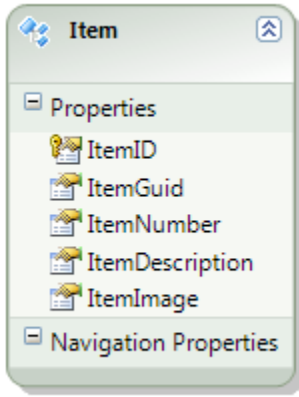 Item
Properties
ItemID
ItemGuid
ItemNumber
ItemDescription
ItemImage
Navigation Properties